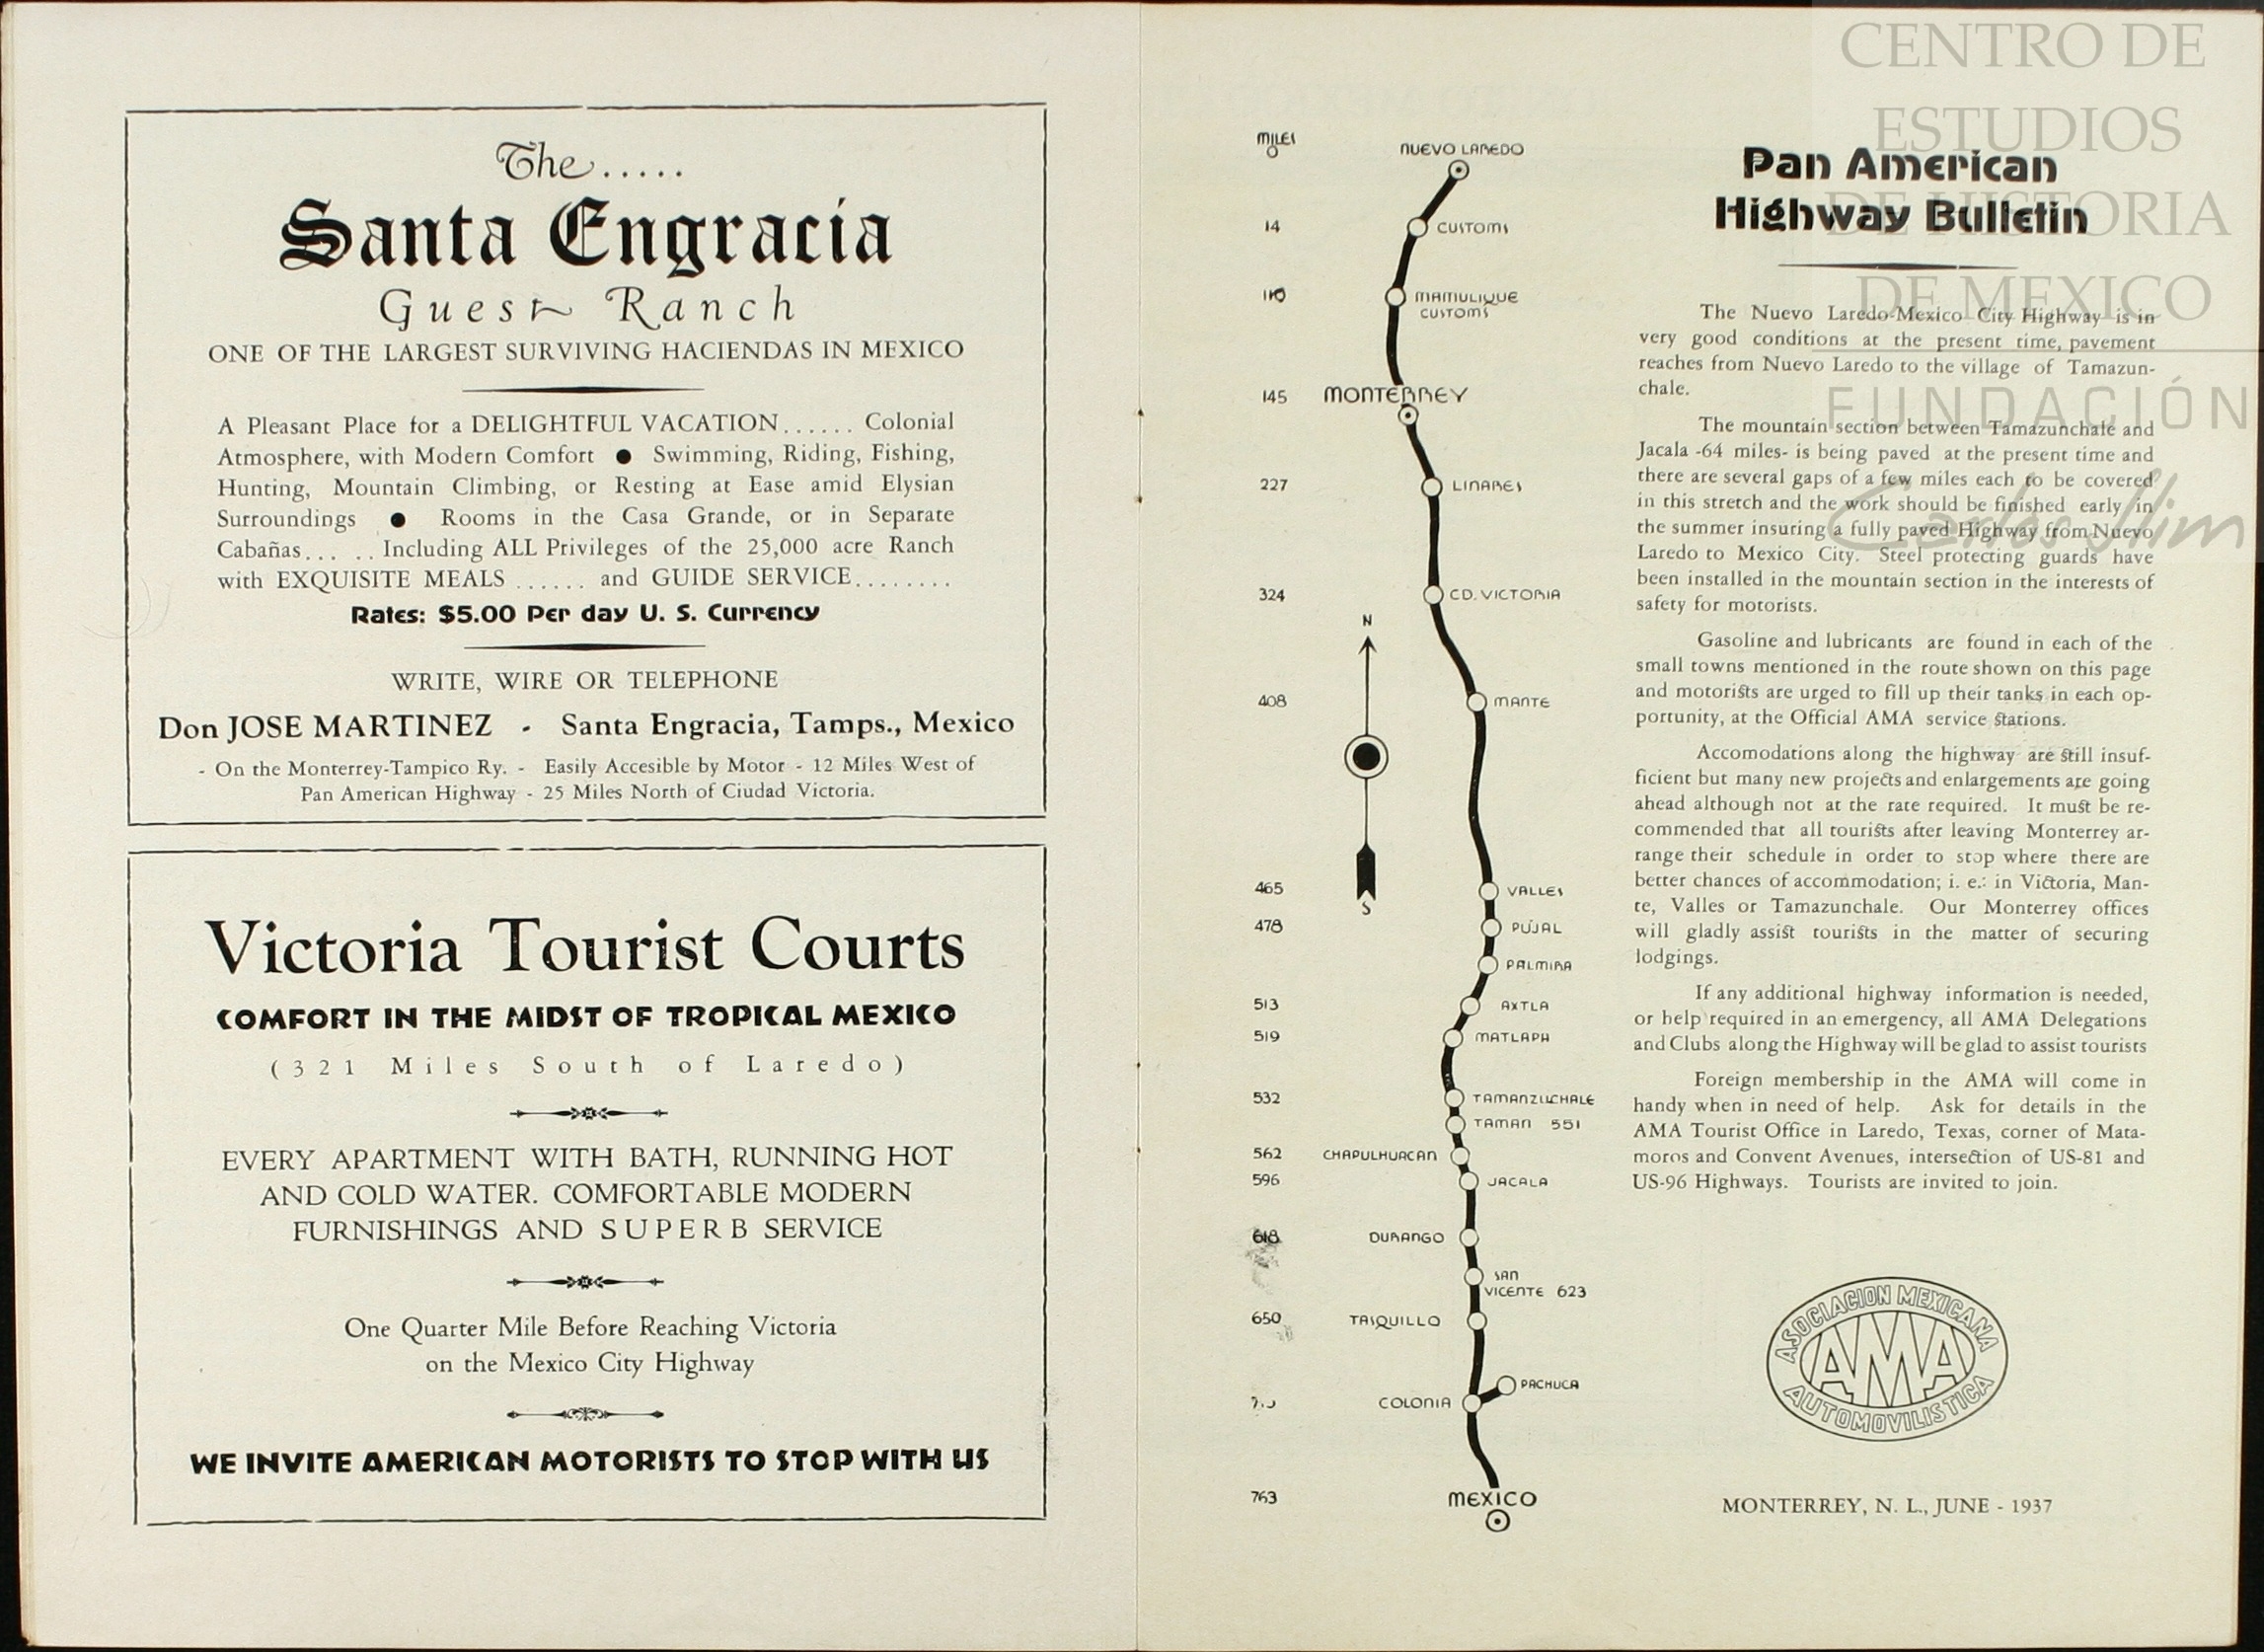 The.....
Santa Engracia
Guest Ranch
ONE OF THE LARGEST SURVIVING HACIENDAS IN MEXICO
A Pleasant Place for a DELIGHTFUL VACATION...... Colonial
Atmosphere, with Modern Comfort ● Swimming, Riding, Fishing,
Hunting, Mountain Climbing, or Resting at Ease amid Elysian
Surroundings ● Rooms in the Casa Grande, or in Separate
Cabañas... .. Including ALL Privileges of the 25,000 acre Ranch
with EXQUISITE MEALS ...... and GUIDE SERVICE........
Rates: $5.00 Per day U. S. Currency
WRITE, WIRE OR TELEPHONE
Don JOSE MARTINEZ - Santa Engracia, Tamps., Mexico
- On the Monterrey-Tampico Ry. - Easily Accesible by Motor - 12 Miles West of
Pan American Highway - 25 Miles North of Ciudad Victoria.
Victoria Tourist Courts
COMFORT IN THE MIDST OF TROPICAL MEXICO
(321 Miles South of Laredo)
EVERY APARTMENT WITH BATH, RUNNING HOT
AND COLD WATER. COMFORTABLE MODERN
FURNISHINGS AND SUPERB SERVICE
One Quarter Mile Before Reaching Victoria
on the Mexico City Highway
WE INVITE AMERICAN MOTORISTS TO STOP WITH US
MILES
0 NUEVO LAREDO
14 CUSTOMS
110 MAMULIQUE
CUSTOMS
145 MONTERREY
227 LINARES
324 CD. VICTORIA
N
408 MANTE
465 VALLES
S
478 PÚJAL
PALMIRA
513 AXTLA
519 MATLAPA
532 TAMANZUCHALE
TAMAN 551
562 CHAPULHUACAN
596 JACALA
618 DURANGO
SAN
VICENTE 623
650 TASQUILLO
PACHUCA
COLONIA
763 MEXICO
Pan American
Highway Bulletin
The Nuevo Laredo-Mexico City Highway is in
very good conditions at the present time, pavement
reaches from Nuevo Laredo to the village of Tamazun-
chale.
The mountain section between Tamazunchale and
Jacala -64 miles- is being paved at the present time and
there are several gaps of a few miles each to be covered
in this stretch and the work should be finished early in
the summer insuring a fully paved Highway from Nuevo
Laredo to Mexico City. Steel protecting guards have
been installed in the mountain section in the interests of
safety for motorists.
Gasoline and lubricants are found in each of the
small towns mentioned in the route shown on this page
and motorists are urged to fill up their tanks in each op-
portunity, at the Official AMA service stations.
Accomodations along the highway are still insuf-
ficient but many new projects and enlargements are going
ahead although not at the rate required. It must be re-
commended that all tourists after leaving Monterrey ar-
range their schedule in order to stop where there are
better chances of accommodation; i. e.: in Victoria, Man-
te, Valles or Tamazunchale. Our Monterrey offices
will gladly assist tourists in the matter of securing
lodgings.
If any additional highway information is needed,
or help required in an emergency, all AMA Delegations
and Clubs along the Highway will be glad to assist tourists
Foreign membership in the AMA will come in
handy when in need of help. Ask for details in the
AMA Tourist Office in Laredo, Texas, corner of Mata-
moros and Convent Avenues, intersection of US-81 and
US-96 Highways. Tourists are invited to join.
ASOCIACION MEXICANA
AMA
AUTOMOVILISTICA
MONTERREY, N. L., JUNE - 1937
CENTRO DE
ESTUDIOS
DE HISTORIA
DE MEXICO
FUNDACIÓN
Carlos Slim